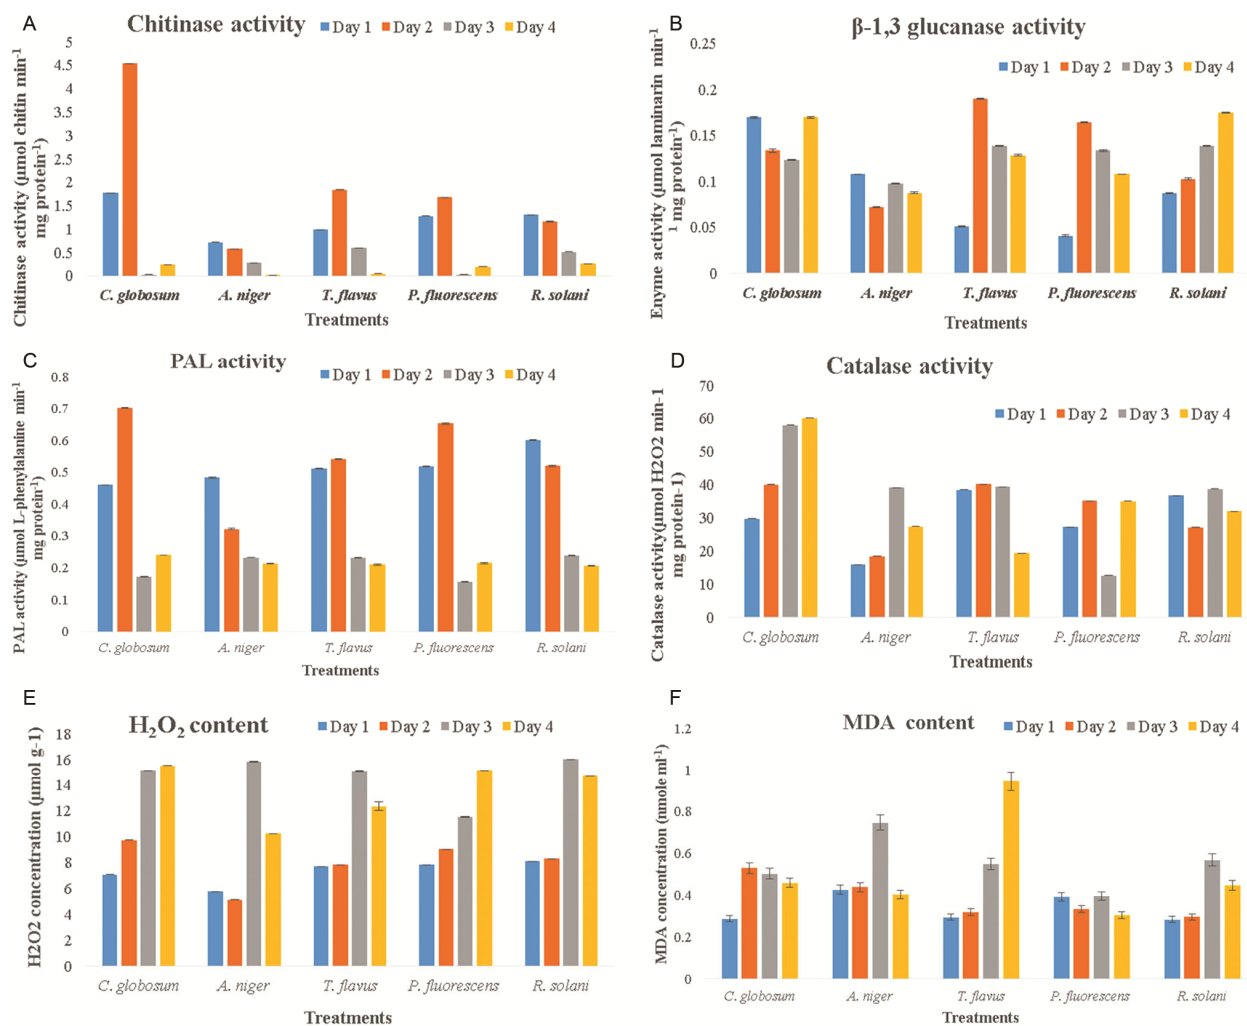 A
Chitinase activity
Day 1 Day 2 Day 3 Day 4
Chitinase activity (µmol chitin min⁻¹
mg protein⁻¹)
5
4.5
4
3.5
3
2.5
2
1.5
1
0.5
0
C. globosum A. niger T. flavus P. fluorescens R. solani
Treatments
B
β-1,3 glucanase activity
Day 1 Day 2 Day 3 Day 4
Enyme activity (µmol laminarin min⁻
¹ mg protein⁻¹)
0.25
0.2
0.15
0.1
0.05
0
C. globosum A. niger T. flavus P. fluorescens R. solani
Treatments
C
PAL activity
Day 1 Day 2 Day 3 Day 4
PAL activity (µmol L-phenylalanine min⁻¹
mg protein⁻¹)
0.8
0.7
0.6
0.5
0.4
0.3
0.2
0.1
0
C. globosum A. niger T. flavus P. fluorescens R. solani
Treatments
D
Catalase activity
Day 1 Day 2 Day 3 Day 4
Catalase activity(µmol H2O2 min-1
mg protein-1)
70
60
50
40
30
20
10
0
C. globosum A. niger T. flavus P. fluorescens R. solani
Treatments
E
H₂O₂ content
Day 1 Day 2 Day 3 Day 4
H2O2 concentration (µmol g-1)
18
16
14
12
10
8
6
4
2
0
C. globosum A. niger T. flavus P. fluorescens R. solani
Treatments
F
MDA content
Day 1 Day 2 Day 3 Day 4
MDA concentration (nmole ml⁻¹)
1.2
1
0.8
0.6
0.4
0.2
0
C. globosum A. niger T. flavus P. fluorescens R. solani
Treatments